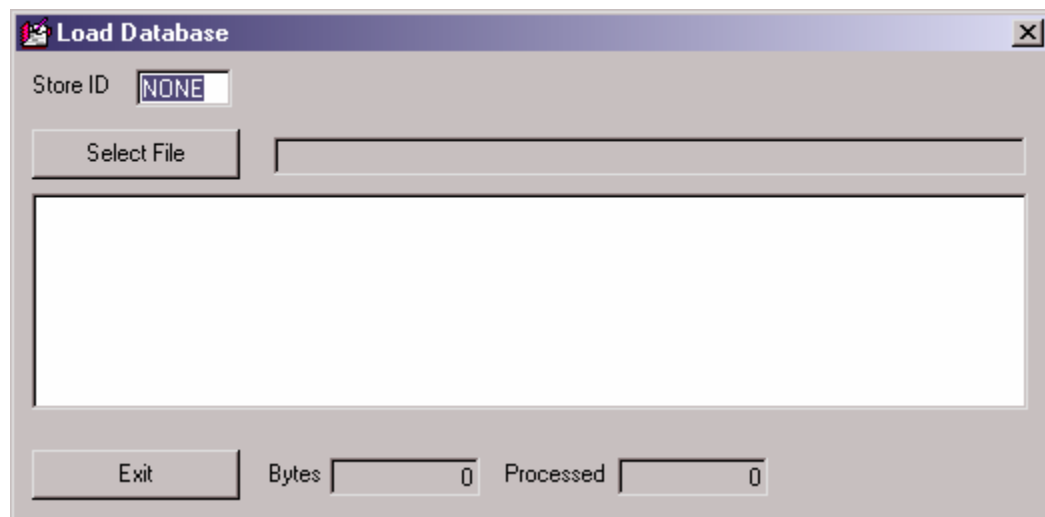 Load Database
Store ID NONE
Select File
Exit Bytes 0 Processed 0